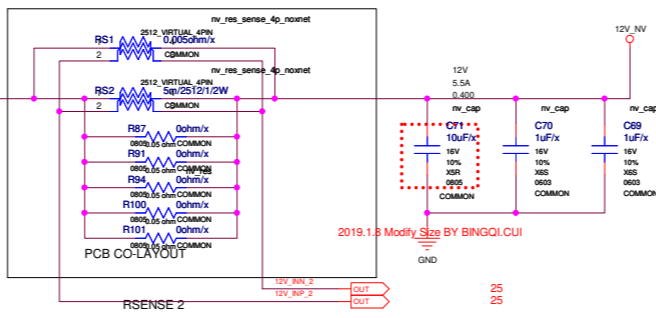 nv_res_sense_4p_noxnet
2512_VIRTUAL_4PIN
RS1 0.005ohm/x
1
2 COMMON
nv_res_sense_4p_noxnet
2512_VIRTUAL_4PIN
RS2 5m/2512/1/2W
1
2 COMMON
R87 0ohm/x
0805 0.05 ohm COMMON
R91 0ohm/x
0805 0.05 ohm COMMON
nv_res
R94 0ohm/x
0805 0.05 ohm COMMON
R100 0ohm/x
0805 0.05 ohm COMMON
R101 0ohm/x
0805 0.05 ohm COMMON
PCB CO-LAYOUT
RSENSE 2
12V_INN_2 OUT 25
12V_INP_2 OUT 25
12V
5.5A
0.400
12V_NV
nv_cap
C71
10uF/x
16V
10%
X5R
0805
COMMON
nv_cap
C70
1uF/x
16V
10%
X6S
0603
COMMON
nv_cap
C69
1uF/x
16V
10%
X6S
0603
COMMON
2019.1.8 Modify Size BY BINGQI.CUI
GND